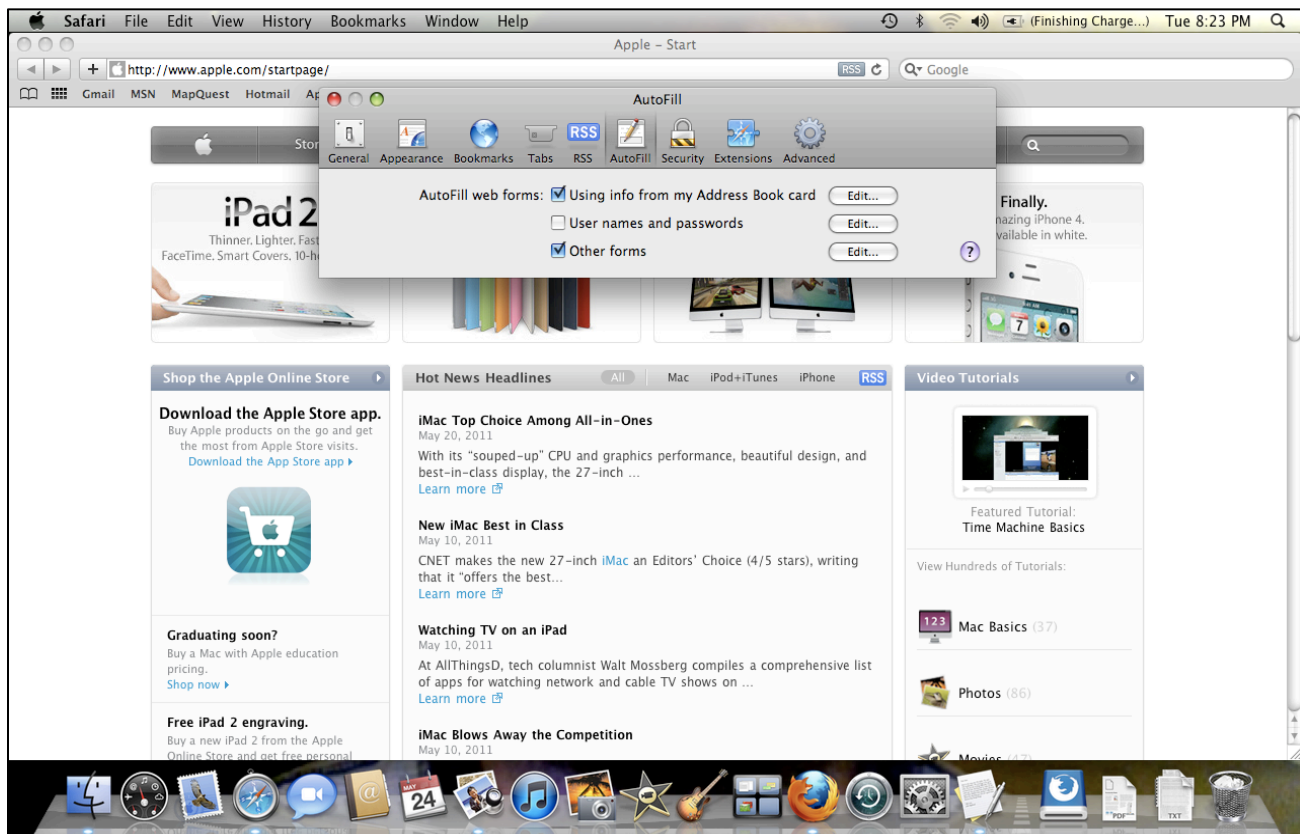 Safari File Edit View History Bookmarks Window Help (Finishing Charge...) Tue 8:23 PM
Apple – Start
http://www.apple.com/startpage/ RSS Google
Gmail MSN MapQuest Hotmail
AutoFill
RSS
General Appearance Bookmarks Tabs RSS AutoFill Security Extensions Advanced
AutoFill web forms: Using info from my Address Book card Edit...
User names and passwords Edit...
Other forms Edit... ?
iPad 2
Thinner. Lighter.
FaceTime. Smart Covers.
Finally.
iPhone 4.
in white.
Shop the Apple Online Store
Download the Apple Store app.
Buy Apple products on the go and get
the most from Apple Store visits.
Download the App Store app
Graduating soon?
Buy a Mac with Apple education
pricing.
Shop now
Free iPad 2 engraving.
Buy a new iPad 2 from the Apple
Online Store and get free personal
Hot News Headlines All Mac iPod+iTunes iPhone RSS
iMac Top Choice Among All-in-Ones
May 20, 2011
With its “souped-up” CPU and graphics performance, beautiful design, and
best-in-class display, the 27-inch ...
Learn more
New iMac Best in Class
May 10, 2011
CNET makes the new 27-inch iMac an Editors’ Choice (4/5 stars), writing
that it “offers the best...
Learn more
Watching TV on an iPad
May 10, 2011
At AllThingsD, tech columnist Walt Mossberg compiles a comprehensive list
of apps for watching network and cable TV shows on ...
Learn more
iMac Blows Away the Competition
May 10, 2011
Video Tutorials
Featured Tutorial:
Time Machine Basics
View Hundreds of Tutorials:
123
Mac Basics (37)
Photos (86)
Movies (47)
MAY
24
PDF
TXT